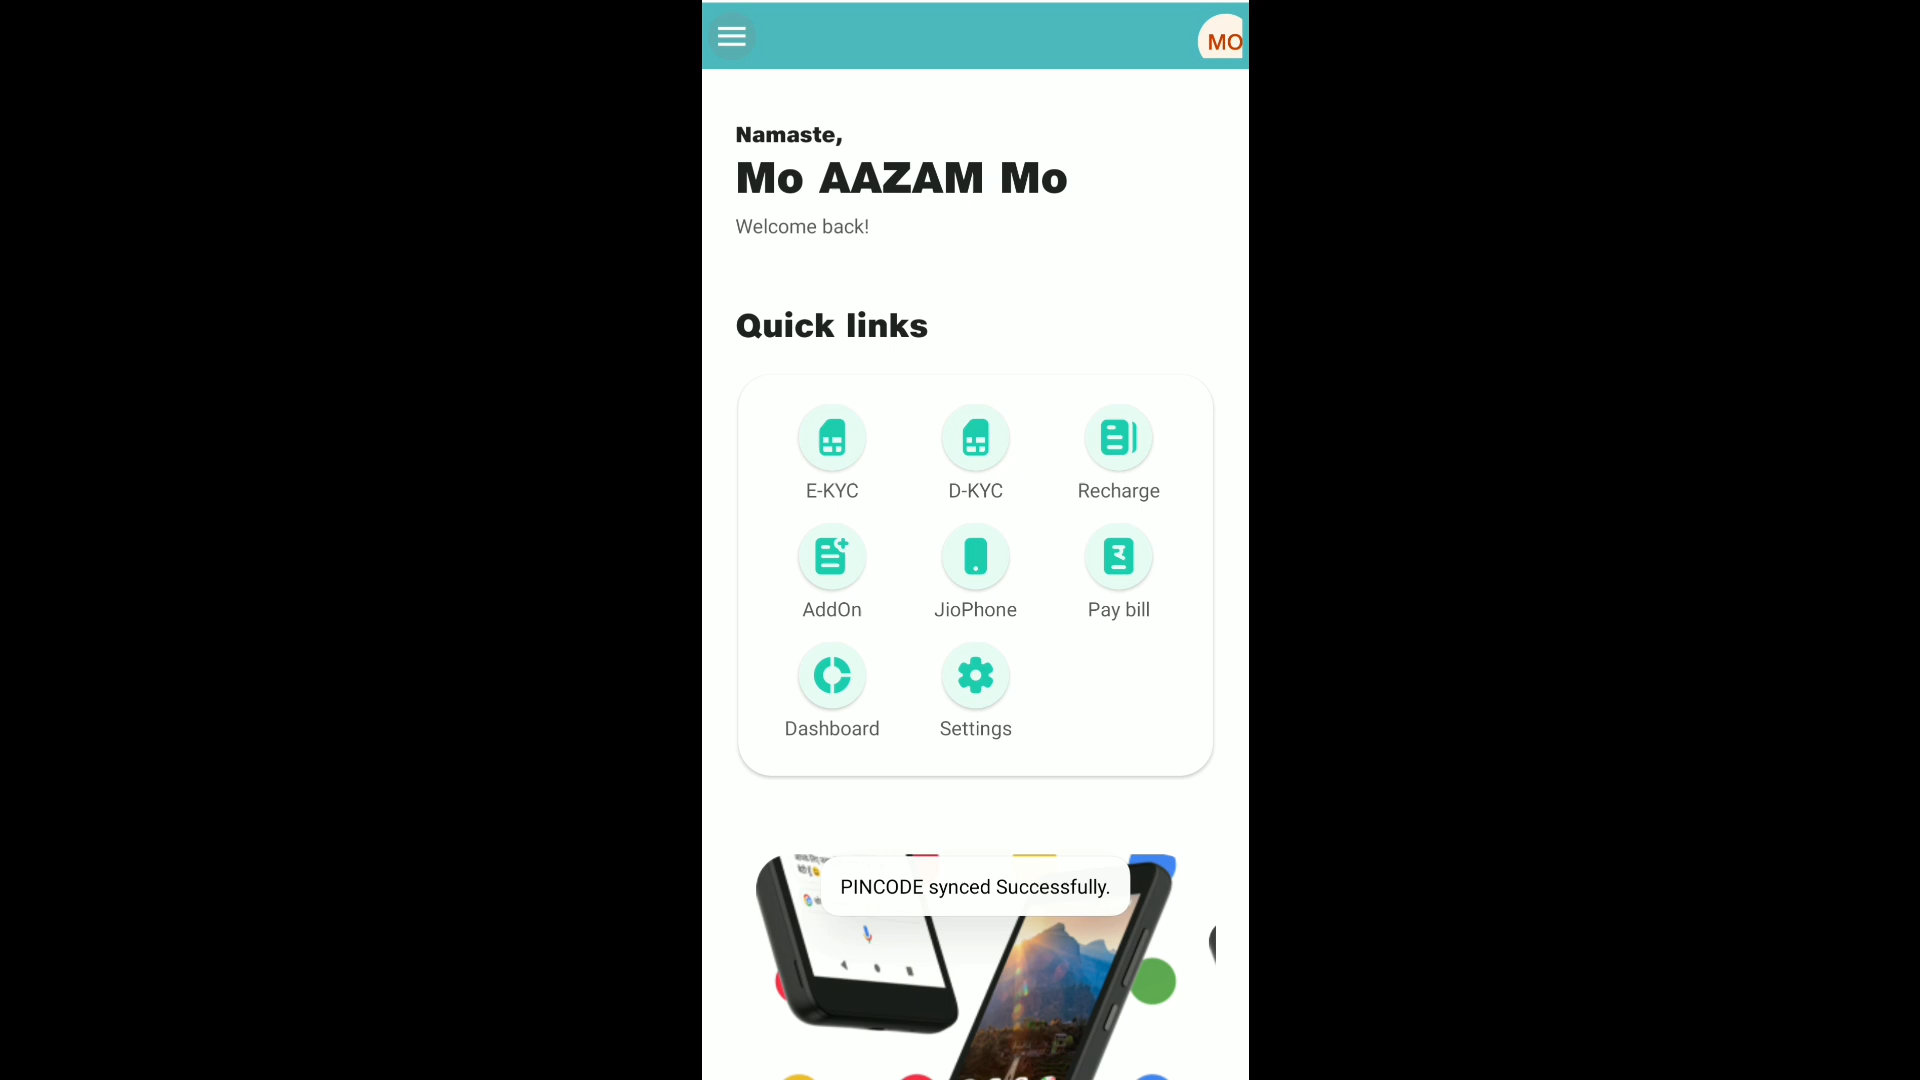 MO
Namaste,
Mo AAZAM Mo
Welcome back!
Quick links
E-KYC
D-KYC
Recharge
AddOn
JioPhone
Pay bill
Dashboard
Settings
PINCODE synced Successfully.